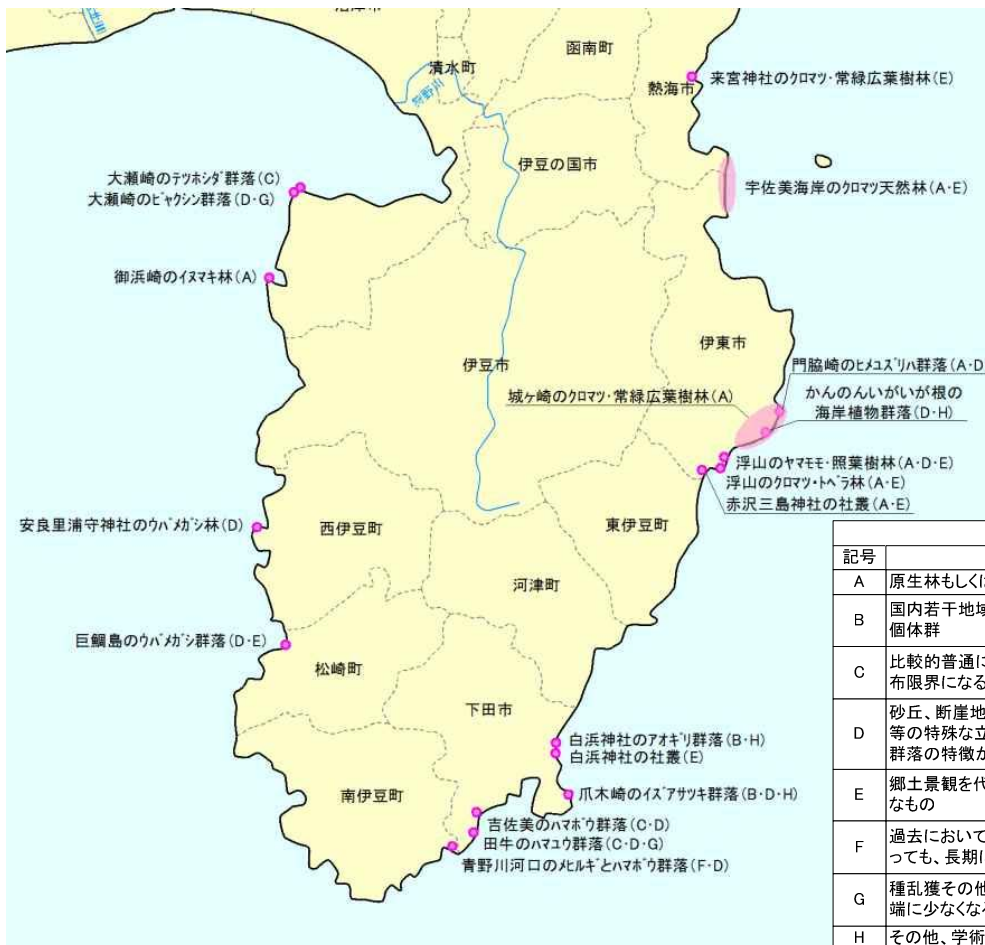 清水町
函南町
狩野川
熱海市
来宮神社のクロマツ・常緑広葉樹林(E)
伊豆の国市
大瀬崎のテツホシダ群落(C)
大瀬崎のビャクシン群落(D・G)
宇佐美海岸のクロマツ天然林(A・E)
御浜崎のイヌマキ林(A)
伊東市
伊豆市
門脇崎のヒメユズリハ群落(A・D
城ヶ崎のクロマツ・常緑広葉樹林(A)
かんのんいがいが根の
海岸植物群落(D・H)
浮山のヤマモモ・照葉樹林(A・D・E)
浮山のクロマツ・トベラ林(A・E)
赤沢三島神社の社叢(A・E)
安良里浦守神社のウバメガシ林(D)
西伊豆町
東伊豆町
河津町
巨鯛島のウバメガシ群落(D・E)
松崎町
下田市
白浜神社のアオギリ群落(B・H)
白浜神社の社叢(E)
南伊豆町
爪木崎のイズアサツキ群落(B・D・H)
吉佐美のハマボウ群落(C・D)
田牛のハマユウ群落(C・D・G)
青野川河口のメヒルギとハマボウ群落(F・D)
記号
A 原生林もし
B 国内若干地域
個体群
C 比較的普通に
布限界になる
D 砂丘、断崖地
等の特殊な立
群落の特徴が
E 郷土景観を代
なもの
F 過去において
っても、長期に
G 種乱獲その他
端に少なくな
H その他、学術